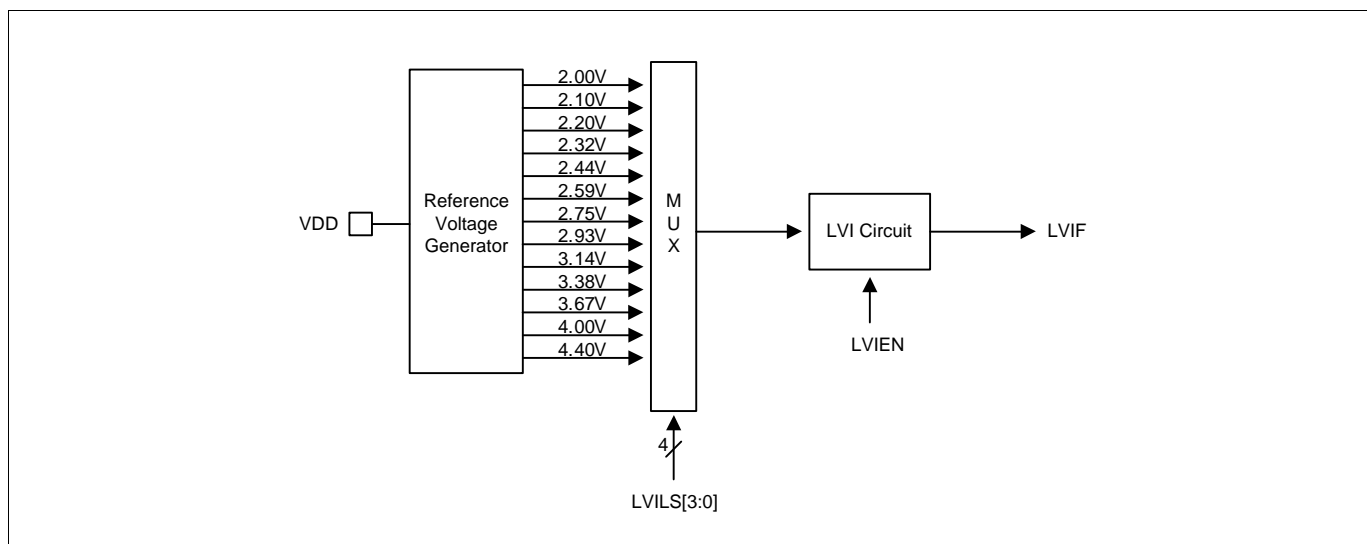 VDD
Reference
Voltage
Generator
2.00V
2.10V
2.20V
2.32V
2.44V
2.59V
2.75V
2.93V
3.14V
3.38V
3.67V
4.00V
4.40V
M
U
X
4
LVILS[3:0]
LVI Circuit
LVIEN
LVIF